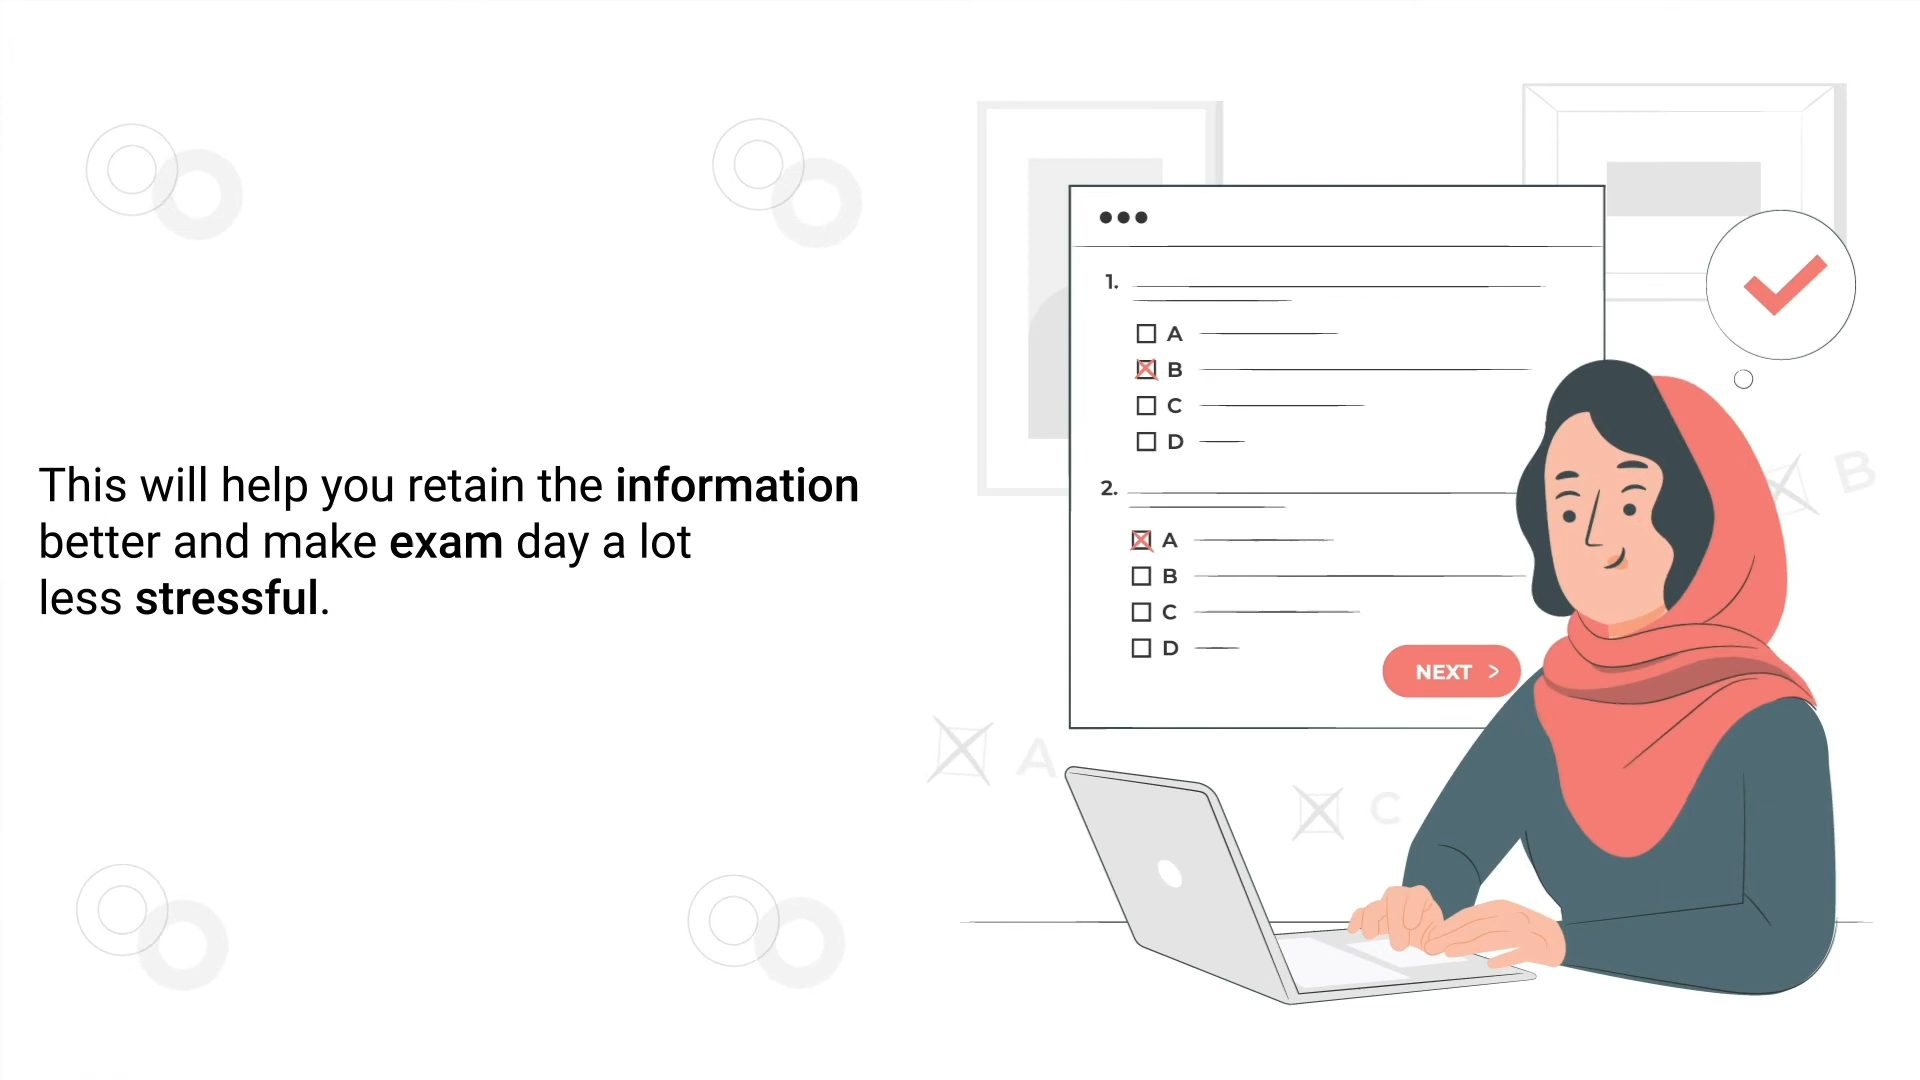 This will help you retain the information
better and make exam day a lot
less stressful.
1.
A
B
C
D
2.
A
B
C
D
NEXT >
B
A
C